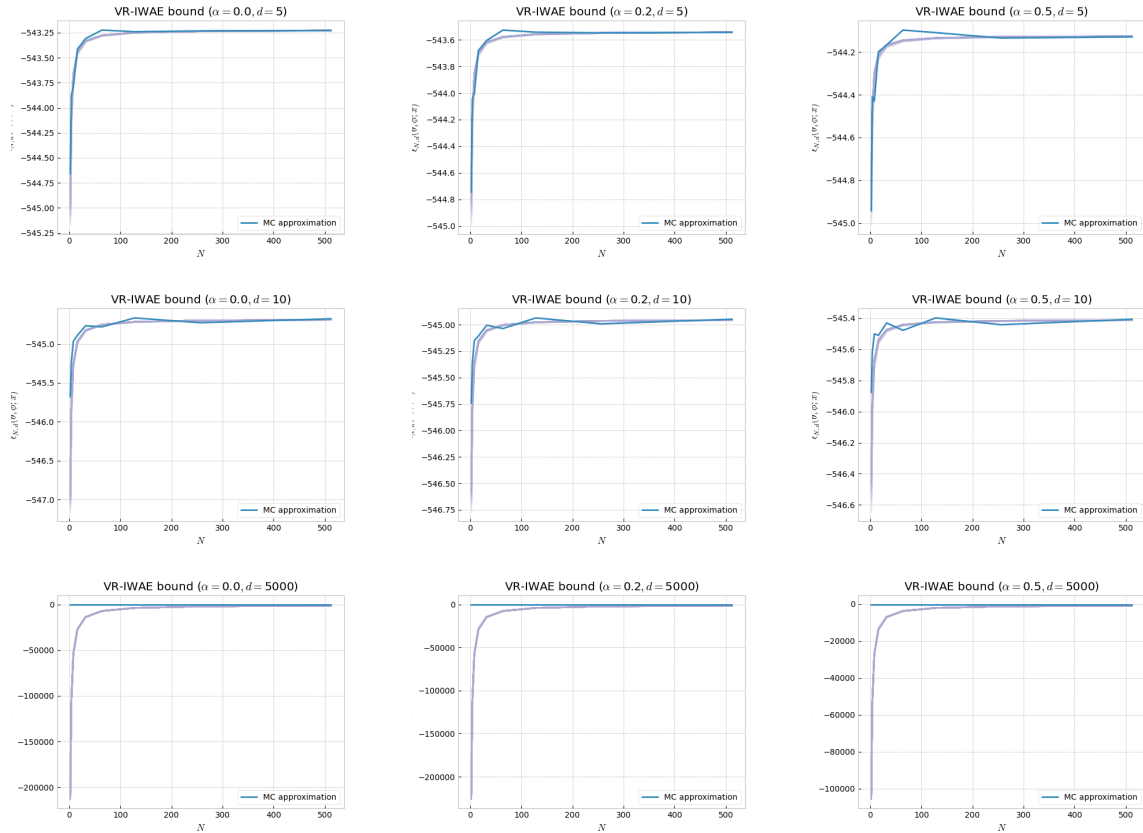 VR-IWAE bound (α = 0.0, d = 5)
−543.25
−543.50
−543.75
−544.00
−544.25
−544.50
−544.75
−545.00
−545.25
0 100 200 300 400 500
N
MC approximation
VR-IWAE bound (α = 0.2, d = 5)
−543.6
−543.8
−544.0
−544.2
−544.4
−544.6
−544.8
−545.0
0 100 200 300 400 500
N
MC approximation
VR-IWAE bound (α = 0.5, d = 5)
−544.2
−544.4
−544.6
−544.8
−545.0
0 100 200 300 400 500
N
MC approximation
VR-IWAE bound (α = 0.0, d = 10)
−545.0
−545.5
−546.0
−546.5
−547.0
0 100 200 300 400 500
N
MC approximation
VR-IWAE bound (α = 0.2, d = 10)
−545.00
−545.25
−545.50
−545.75
−546.00
−546.25
−546.50
−546.75
0 100 200 300 400 500
N
MC approximation
VR-IWAE bound (α = 0.5, d = 10)
−545.4
−545.6
−545.8
−546.0
−546.2
−546.4
−546.6
0 100 200 300 400 500
N
MC approximation
VR-IWAE bound (α = 0.0, d = 5000)
0
−50000
−100000
−150000
−200000
0 100 200 300 400 500
N
MC approximation
VR-IWAE bound (α = 0.2, d = 5000)
0
−50000
−100000
−150000
−200000
0 100 200 300 400 500
N
MC approximation
VR-IWAE bound (α = 0.5, d = 5000)
0
−20000
−40000
−60000
−80000
−100000
0 100 200 300 400 500
N
MC approximation